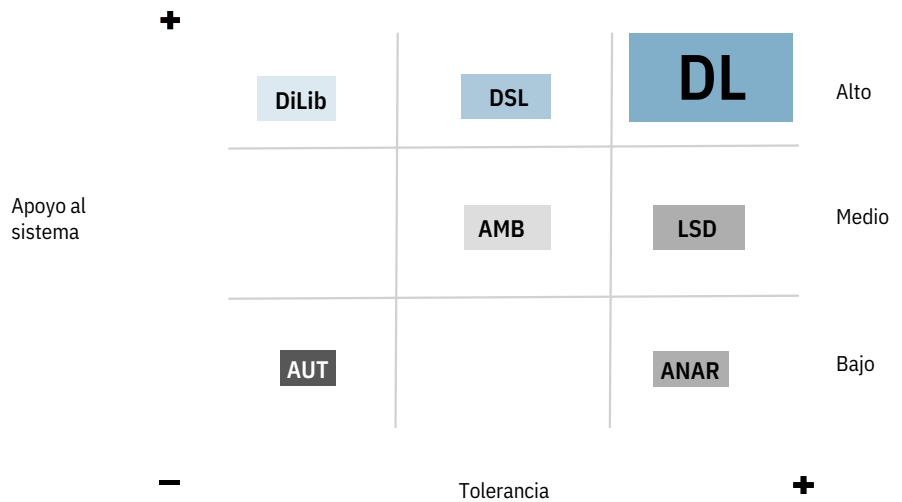 +
DiLib
DSL
DL
Alto
Apoyo al
sistema
AMB
LSD
Medio
AUT
ANAR
Bajo
−
Tolerancia
+